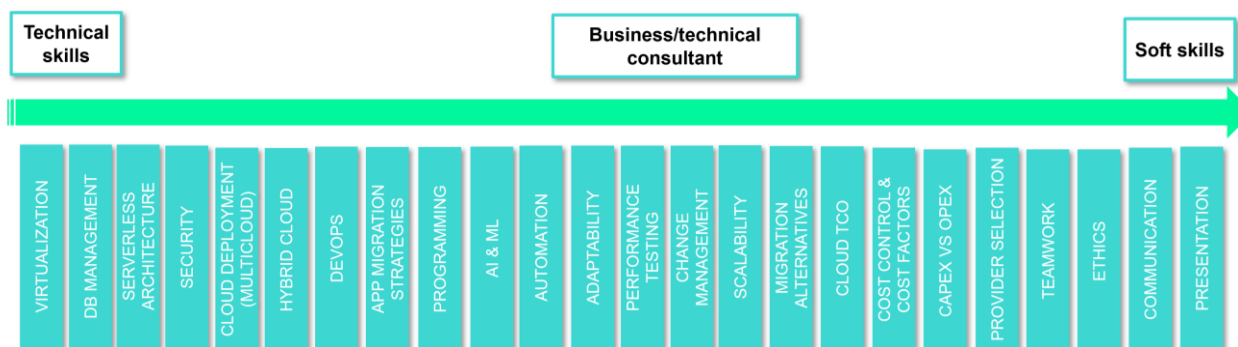 Technical
skills
Business/technical
consultant
Soft skills
VIRTUALIZATION
DB MANAGEMENT
SERVERLESS
ARCHITECTURE
SECURITY
CLOUD DEPLOYMENT
(MULTICLOUD)
HYBRID CLOUD
DEVOPS
APP MIGRATION
STRATEGIES
PROGRAMMING
AI & ML
AUTOMATION
ADAPTABILITY
PERFORMANCE
TESTING
CHANGE
MANAGEMENT
SCALABILITY
MIGRATION
ALTERNATIVES
CLOUD TCO
COST CONTROL &
COST FACTORS
CAPEX VS OPEX
PROVIDER SELECTION
TEAMWORK
ETHICS
COMMUNICATION
PRESENTATION